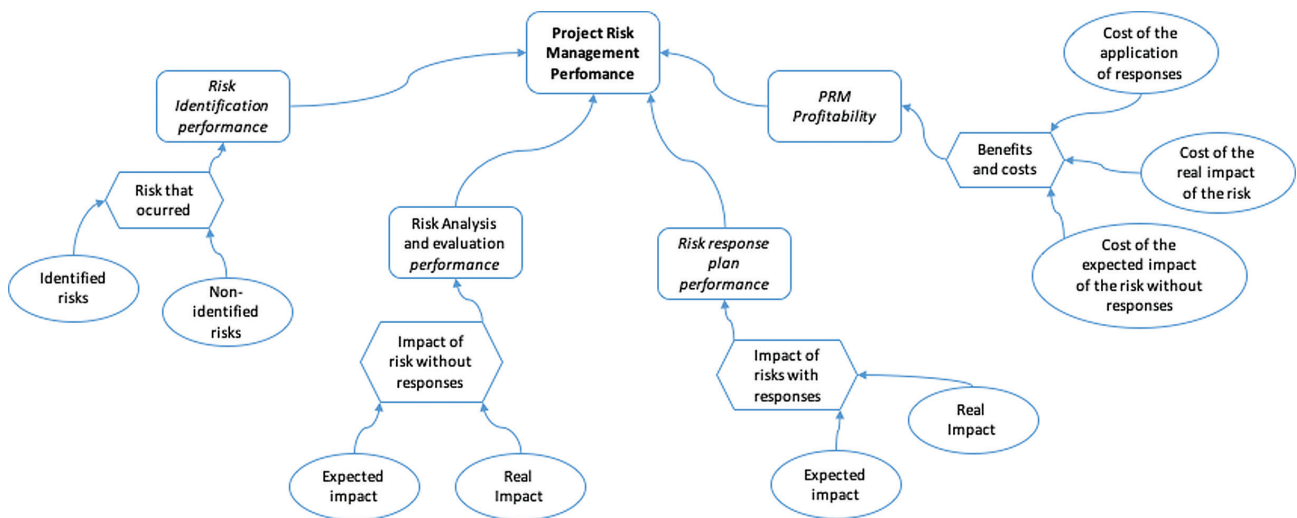 Project Risk
Management
Perfomance
Cost of the
application
of responses
Risk
Identification
performance
PRM
Profitability
Benefits
and costs
Cost of the
real impact
of the risk
Risk that
ocurred
Risk Analysis
and evaluation
performance
Risk response
plan
performance
Cost of the
expected impact
of the risk without
responses
Identified
risks
Non-
identified
risks
Impact of
risk without
responses
Impact of
risks with
responses
Real
Impact
Expected
impact
Real
Impact
Expected
impact